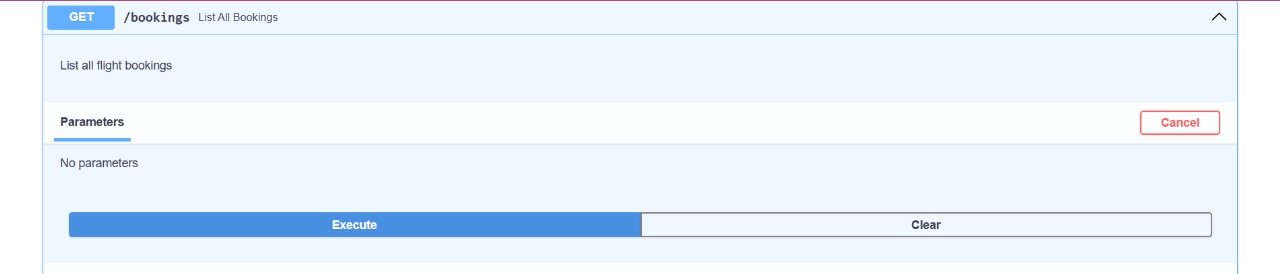 GET /bookings List All Bookings
List all flight bookings
Parameters Cancel
No parameters
Execute Clear